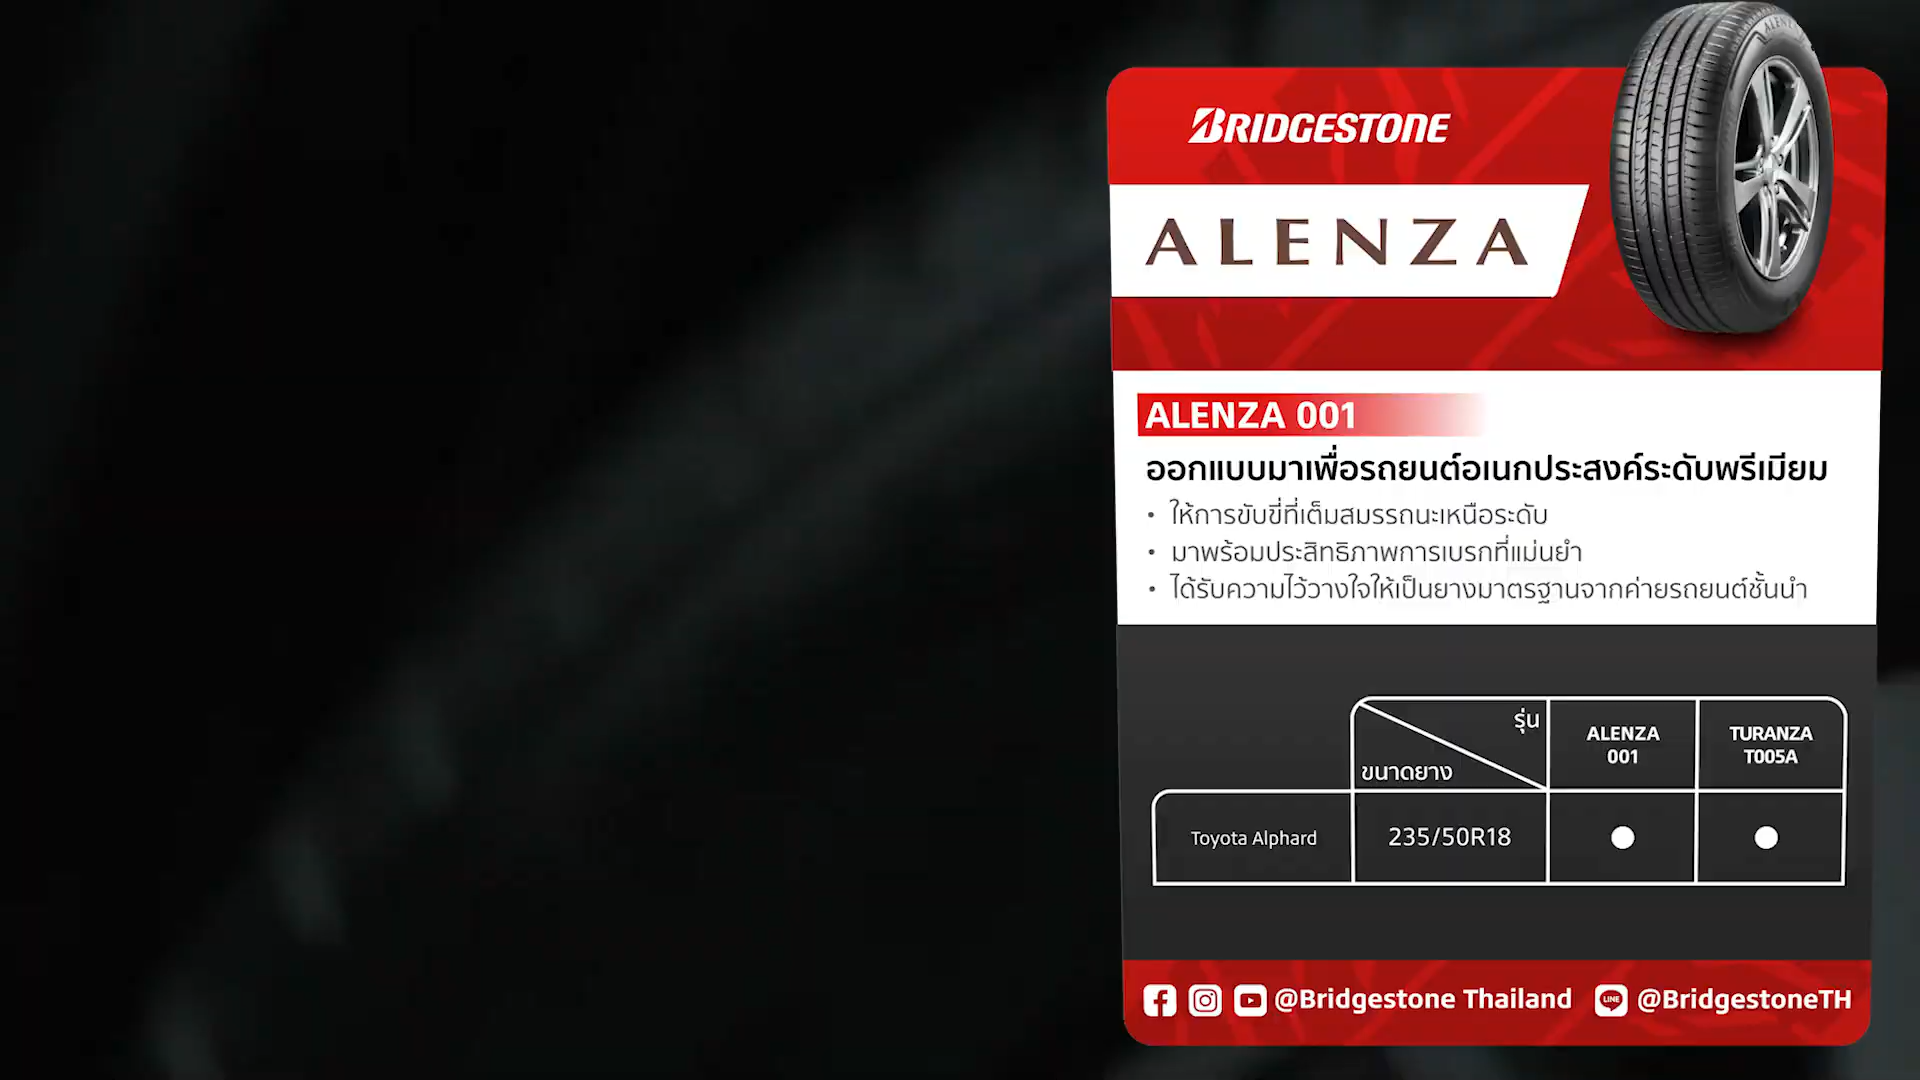 BRIDGESTONE
ALENZA
ALENZA 001
ออกแบบมาเพื่อรถยนต์อเนกประสงค์ระดับพรีเมียม
• ให้การขับขี่ที่เต็มสมรรถนะเหนือระดับ
• มาพร้อมประสิทธิภาพการเบรกที่แม่นยำ
• ได้รับความไว้วางใจให้เป็นยางมาตรฐานจากค่ายรถยนต์ชั้นนำ
รุ่น
ขนาดยาง
ALENZA
001
TURANZA
T005A
Toyota Alphard 235/50R18
@Bridgestone Thailand LINE @BridgestoneTH